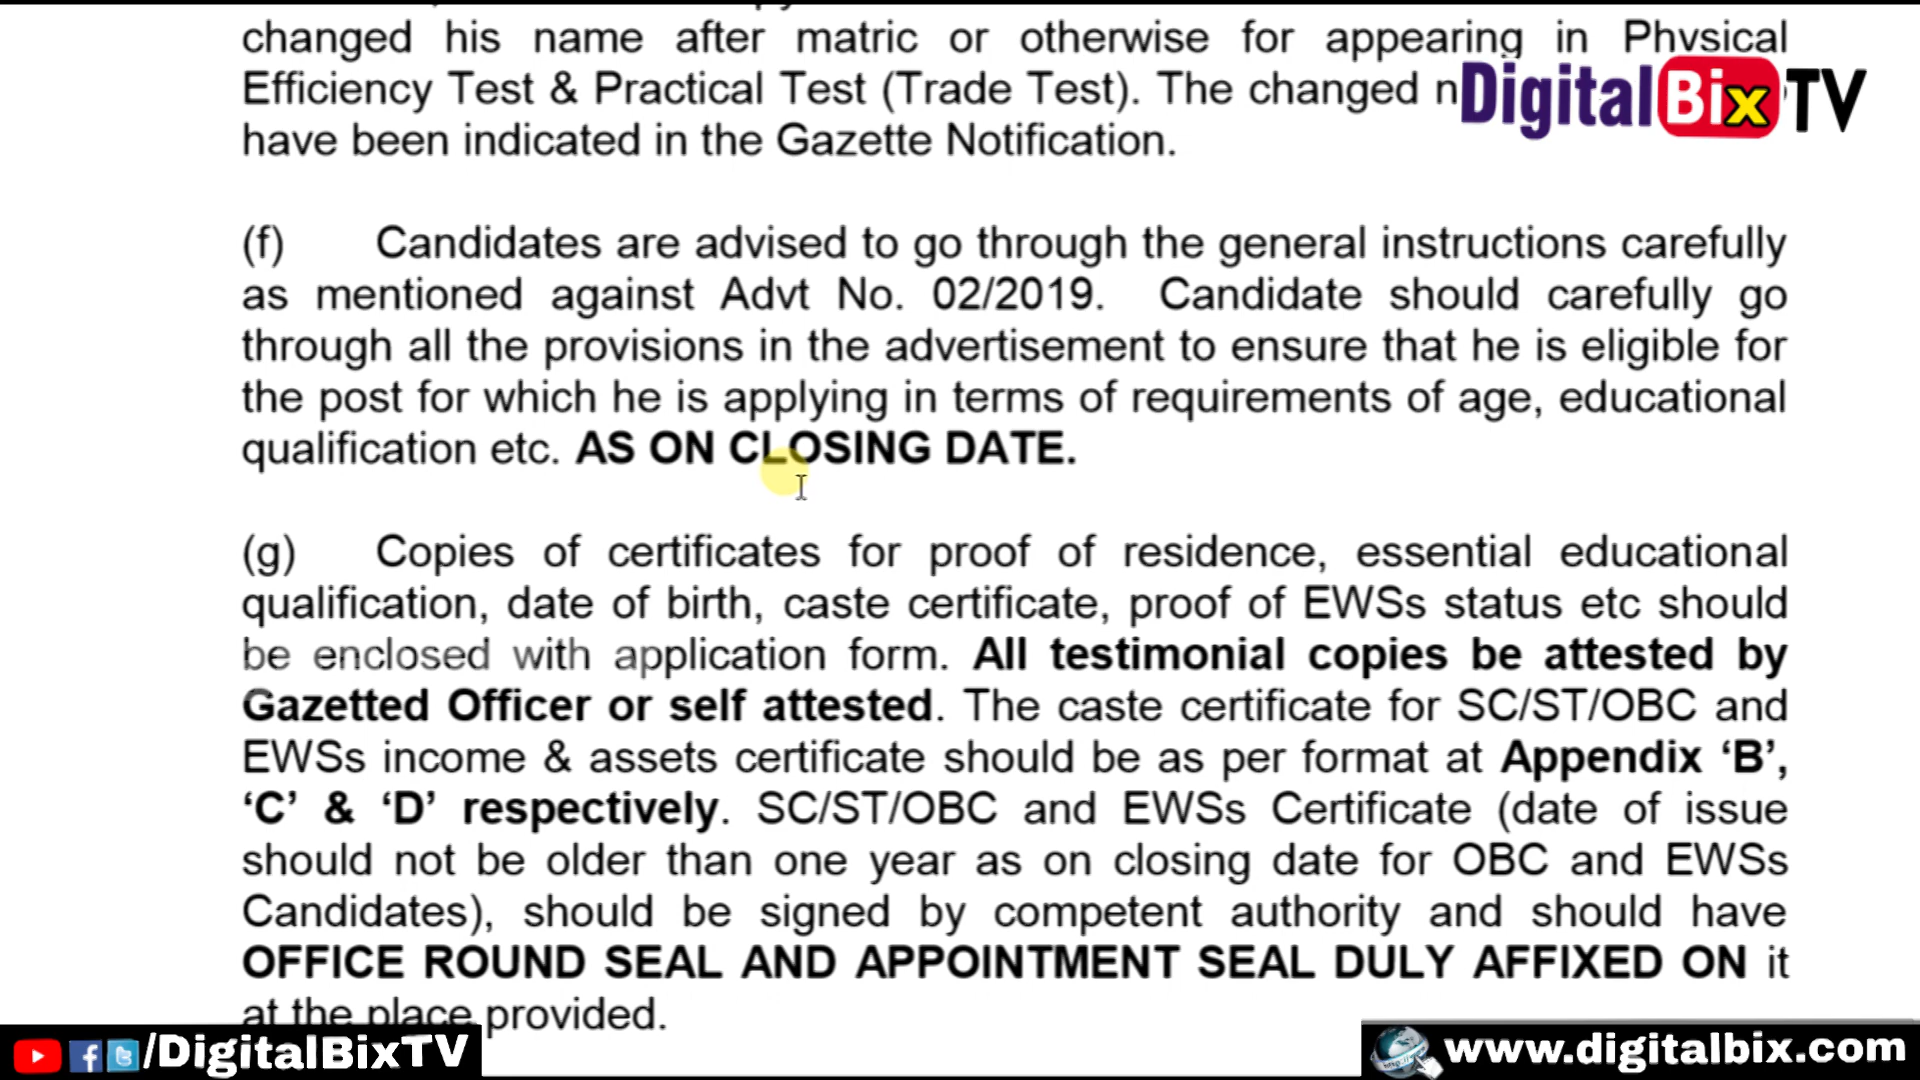 changed his name after matric or otherwise for appearing in Physical
DigitalBixTV
Efficiency Test & Practical Test (Trade Test). The changed
have been indicated in the Gazette Notification.
(f) Candidates are advised to go through the general instructions carefully
as mentioned against Advt No. 02/2019. Candidate should carefully go
through all the provisions in the advertisement to ensure that he is eligible for
the post for which he is applying in terms of requirements of age, educational
qualification etc. AS ON CLOSING DATE.
(g) Copies of certificates for proof of residence, essential educational
qualification, date of birth, caste certificate, proof of EWSs status etc should
be enclosed with application form. All testimonial copies be attested by
Gazetted Officer or self attested. The caste certificate for SC/ST/OBC and
EWSs income & assets certificate should be as per format at Appendix ‘B’,
‘C’ & ‘D’ respectively. SC/ST/OBC and EWSs Certificate (date of issue
should not be older than one year as on closing date for OBC and EWSs
Candidates), should be signed by competent authority and should have
OFFICE ROUND SEAL AND APPOINTMENT SEAL DULY AFFIXED ON it
at the place provided.
/DigitalBixTV
www.digitalbix.com